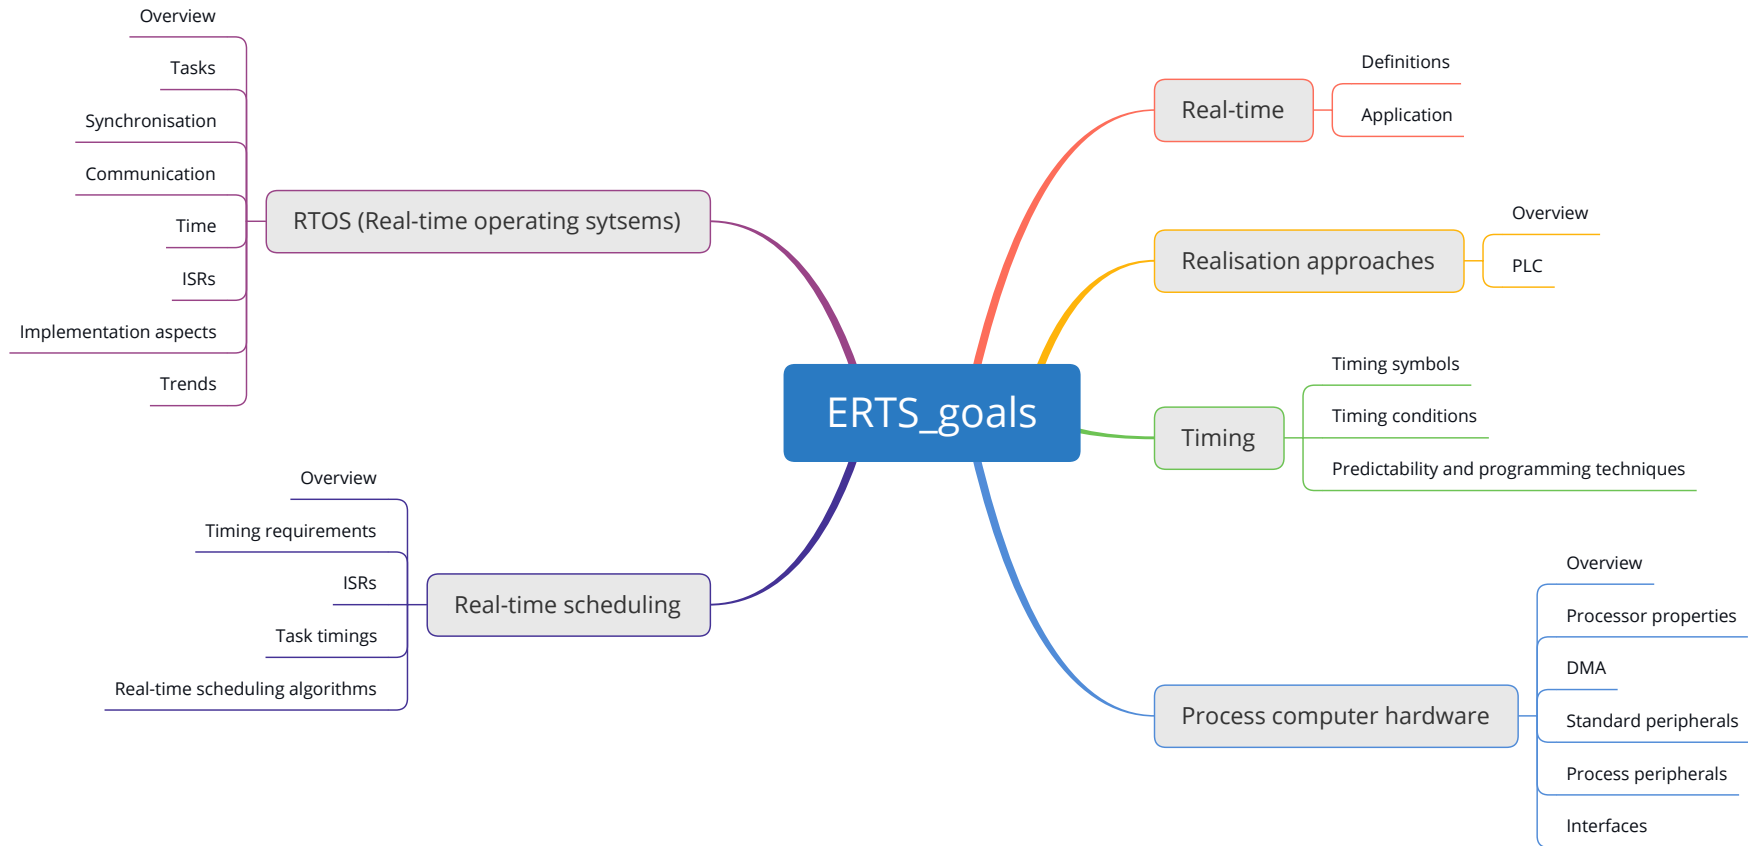 ERTS_goals
Real-time
Definitions
Application
Realisation approaches
Overview
PLC
Timing
Timing symbols
Timing conditions
Predictability and programming techniques
Process computer hardware
Overview
Processor properties
DMA
Standard peripherals
Process peripherals
Interfaces
RTOS (Real-time operating sytsems)
Overview
Tasks
Synchronisation
Communication
Time
ISRs
Implementation aspects
Trends
Real-time scheduling
Overview
Timing requirements
ISRs
Task timings
Real-time scheduling algorithms